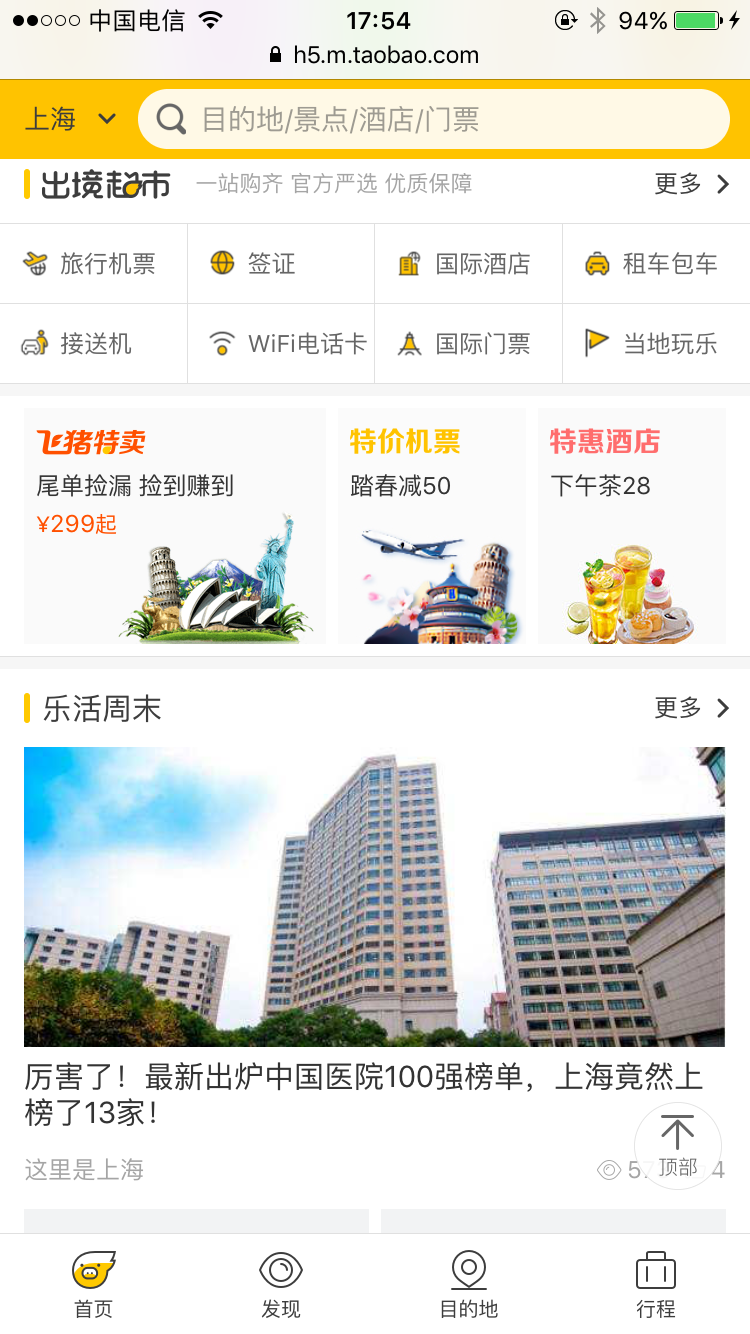 中国电信 17:54 94%
h5.m.taobao.com
上海 目的地/景点/酒店/门票
出境超市 一站购齐 官方严选 优质保障 更多
旅行机票 签证 国际酒店 租车包车
接送机 WiFi电话卡 国际门票 当地玩乐
飞猪特卖 特价机票 特惠酒店
尾单捡漏 捡到赚到 踏春减50 下午茶28
¥299起
乐活周末 更多
厉害了！最新出炉中国医院100强榜单，上海竟然上
榜了13家！
这里是上海
顶部
首页 发现 目的地 行程